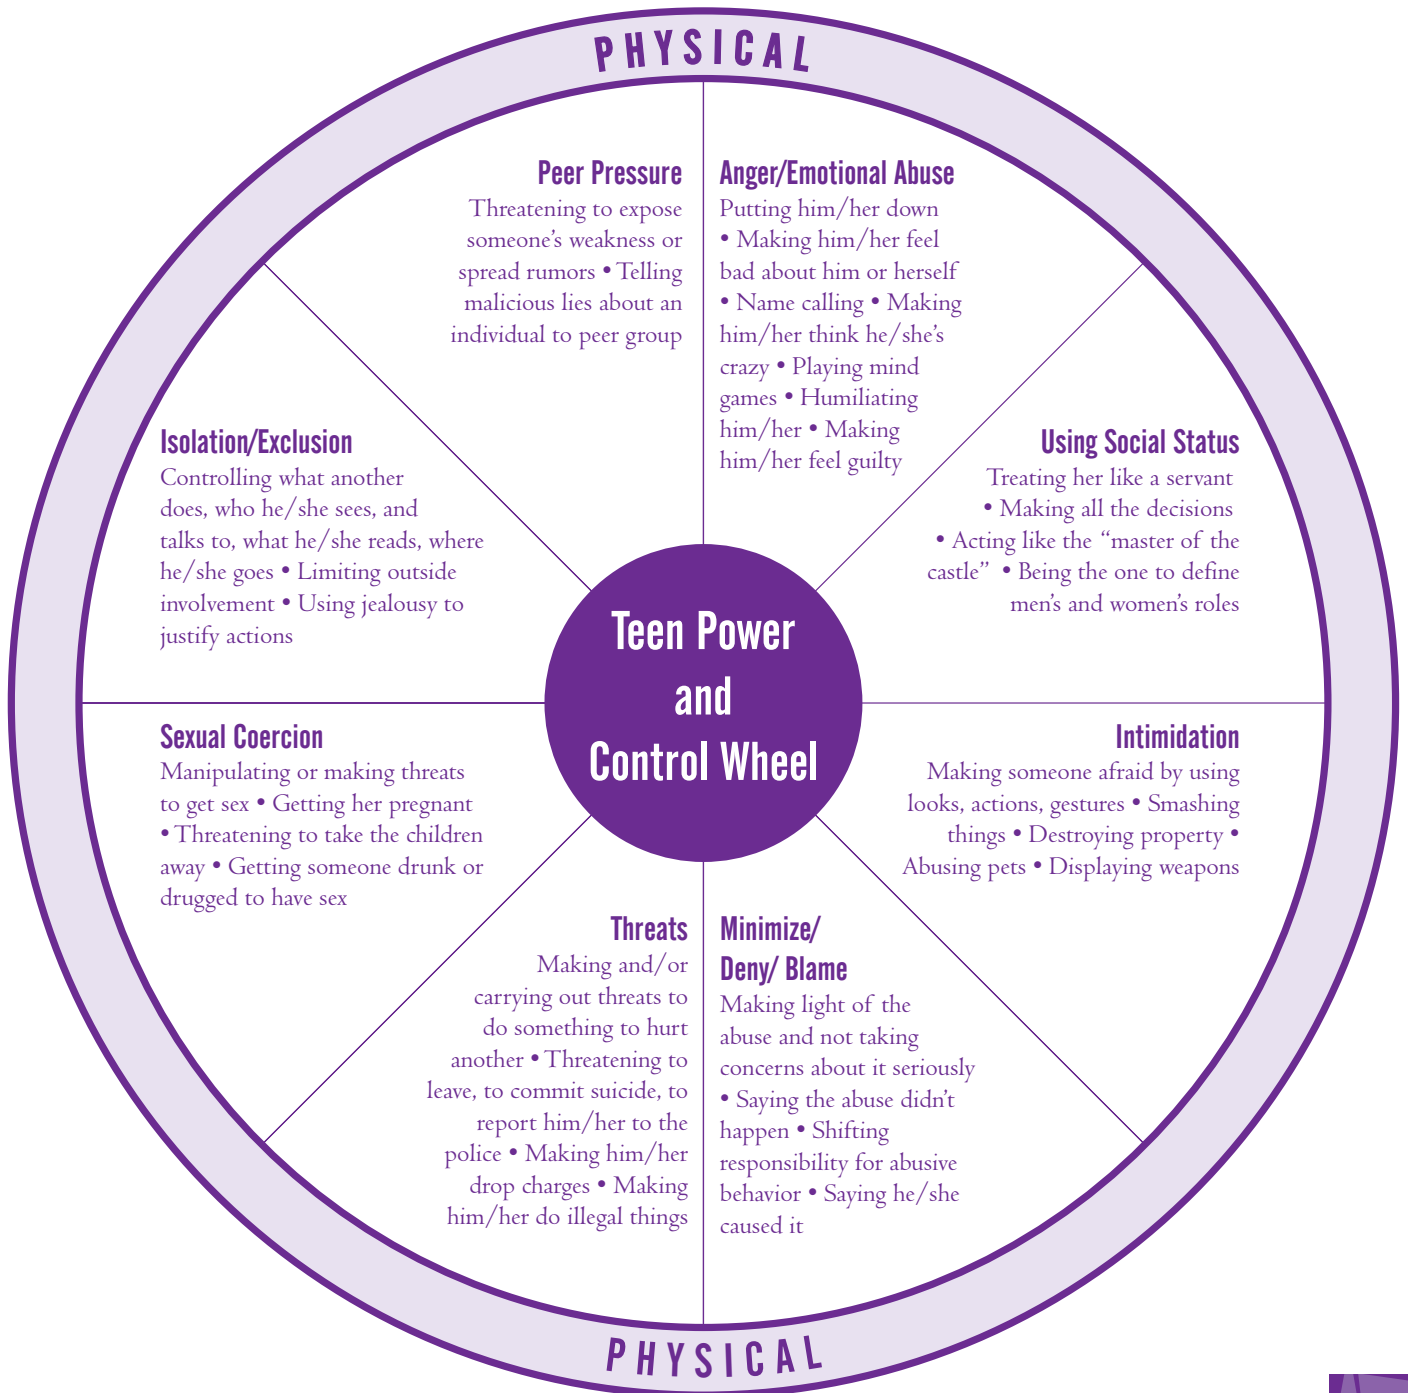 PHYSICAL
Peer Pressure
Threatening to expose
someone’s weakness or
spread rumors • Telling
malicious lies about an
individual to peer group
Anger/Emotional Abuse
Putting him/her down
• Making him/her feel
bad about him or herself
• Name calling • Making
him/her think he/she’s
crazy • Playing mind
games • Humiliating
him/her • Making
him/her feel guilty
Isolation/Exclusion
Controlling what another
does, who he/she sees, and
talks to, what he/she reads, where
he/she goes • Limiting outside
involvement • Using jealousy to
justify actions
Using Social Status
Treating her like a servant
• Making all the decisions
• Acting like the “master of the
castle” • Being the one to define
men’s and women’s roles
Teen Power
and
Control Wheel
Sexual Coercion
Manipulating or making threats
to get sex • Getting her pregnant
• Threatening to take the children
away • Getting someone drunk or
drugged to have sex
Intimidation
Making someone afraid by using
looks, actions, gestures • Smashing
things • Destroying property •
Abusing pets • Displaying weapons
Threats
Making and/or
carrying out threats to
do something to hurt
another • Threatening to
leave, to commit suicide, to
report him/her to the
police • Making him/her
drop charges • Making
him/her do illegal things
Minimize/
Deny/ Blame
Making light of the
abuse and not taking
concerns about it seriously
• Saying the abuse didn’t
happen • Shifting
responsibility for abusive
behavior • Saying he/she
caused it
PHYSICAL